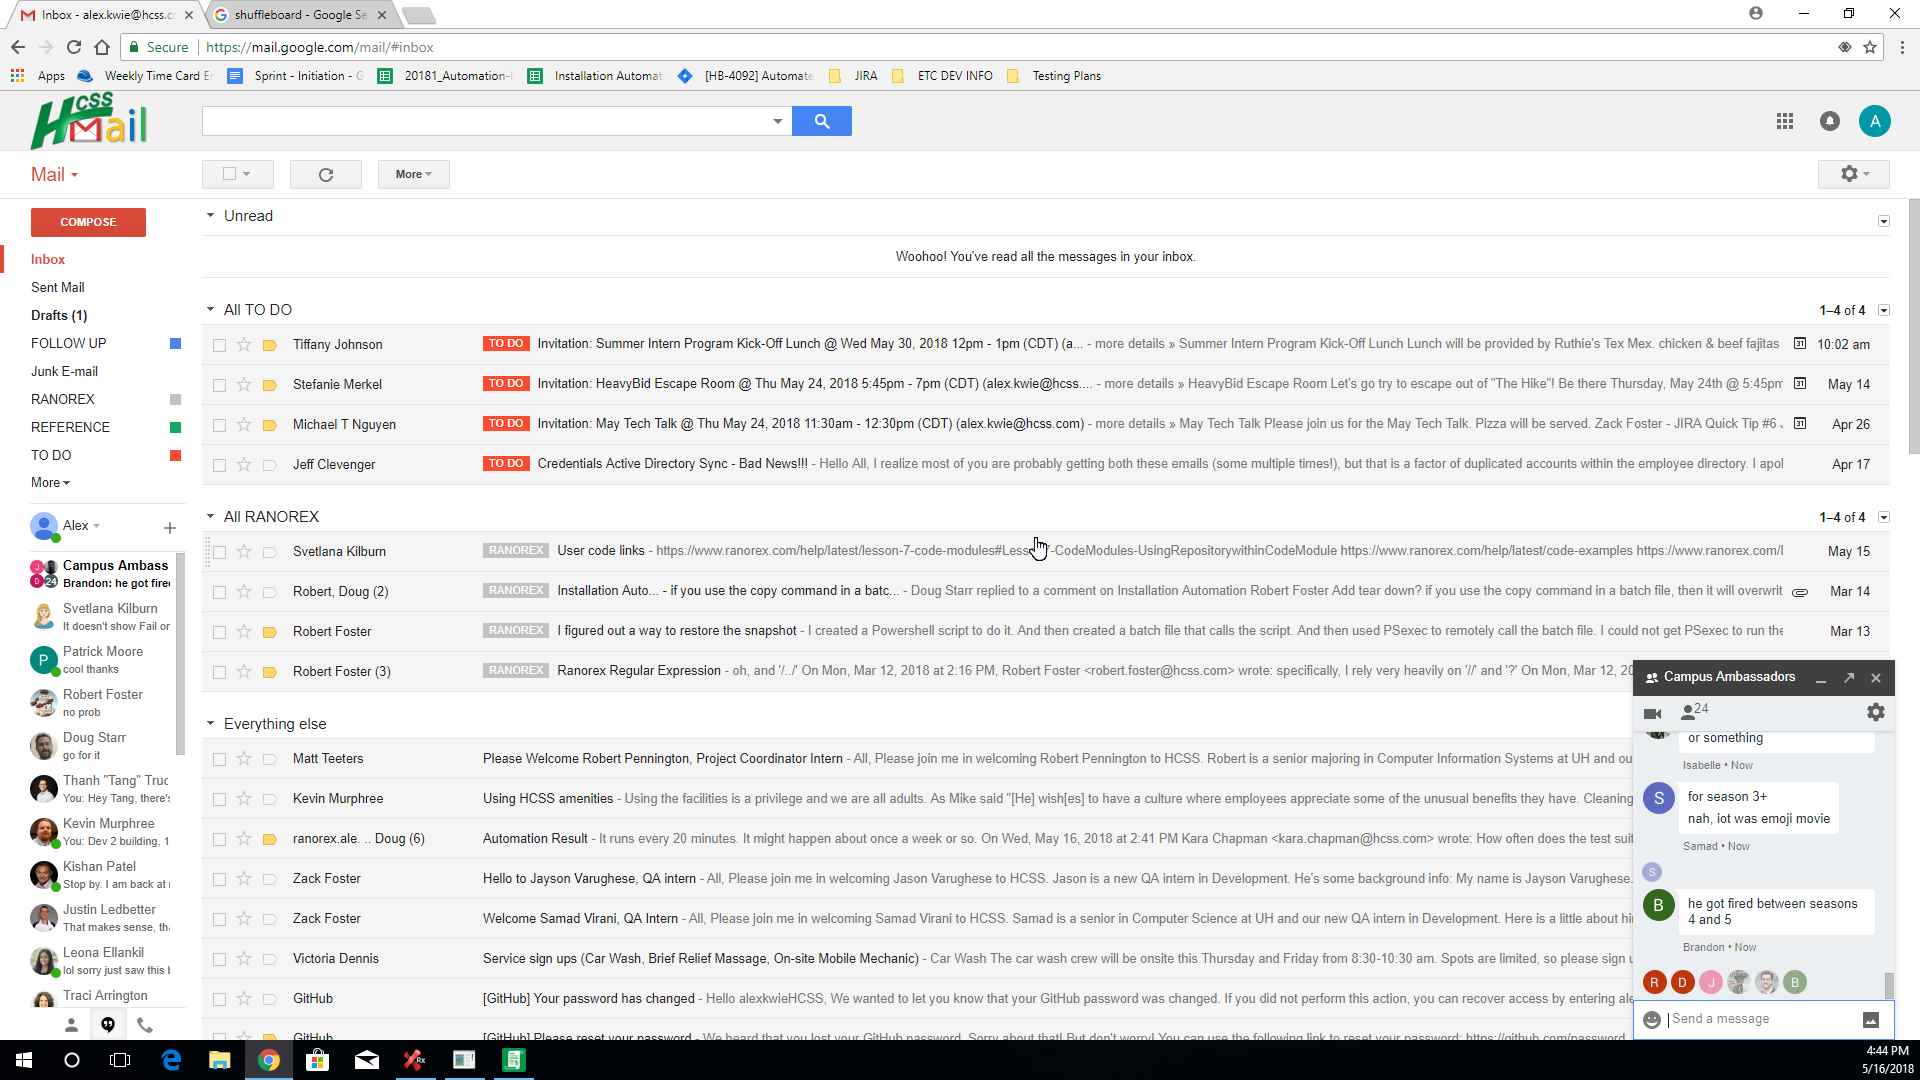 Inbox - alex.kwie@hcss.c
shuffleboard - Google Se
Secure
https://mail.google.com/mail/#inbox
Apps
Weekly Time Card E
Sprint - Initiation - G
20181_Automation-
Installation Automat
[HB-4092] Automate
JIRA
ETC DEV INFO
Testing Plans
HCSS Mail
Mail
More
COMPOSE
Inbox
Sent Mail
Drafts (1)
FOLLOW UP
Junk E-mail
RANOREX
REFERENCE
TO DO
More
Alex
Campus Ambass
Brandon: he got fired
Svetlana Kilburn
It doesn't show Fail or
Patrick Moore
cool thanks
Robert Foster
no prob
Doug Starr
go for it
Thanh "Tang" Truc
You: Hey Tang, there's
Kevin Murphree
You: Dev 2 building, 1
Kishan Patel
Stop by. I am back at
Justin Ledbetter
That makes sense, th
Leona Ellankil
lol sorry just saw this
Traci Arrington
Unread
Woohoo! You've read all the messages in your inbox.
All TO DO
1–4 of 4
Tiffany Johnson TO DO Invitation: Summer Intern Program Kick-Off Lunch @ Wed May 30, 2018 12pm - 1pm (CDT) (a... - more details » Summer Intern Program Kick-Off Lunch Lunch will be provided by Ruthie's Tex Mex. chicken & beef fajitas 31 10:02 am
Stefanie Merkel TO DO Invitation: HeavyBid Escape Room @ Thu May 24, 2018 5:45pm - 7pm (CDT) (alex.kwie@hcss.... - more details » HeavyBid Escape Room Let's go try to escape out of "The Hike"! Be there Thursday, May 24th @ 5:45pm 31 May 14
Michael T Nguyen TO DO Invitation: May Tech Talk @ Thu May 24, 2018 11:30am - 12:30pm (CDT) (alex.kwie@hcss.com) - more details » May Tech Talk Please join us for the May Tech Talk. Pizza will be served. Zack Foster - JIRA Quick Tip #6 31 Apr 26
Jeff Clevenger TO DO Credentials Active Directory Sync - Bad News!!! - Hello All, I realize most of you are probably getting both these emails (some multiple times!), but that is a factor of duplicated accounts within the employee directory. I apol Apr 17
All RANOREX
1–4 of 4
Svetlana Kilburn RANOREX User code links - https://www.ranorex.com/help/latest/lesson-7-code-modules#Les 7-CodeModules-UsingRepositorywithinCodeModule https://www.ranorex.com/help/latest/code-examples https://www.ranorex.com/ May 15
Robert, Doug (2) RANOREX Installation Auto... - if you use the copy command in a batc... - Doug Starr replied to a comment on Installation Automation Robert Foster Add tear down? if you use the copy command in a batch file, then it will overwrit Mar 14
Robert Foster RANOREX I figured out a way to restore the snapshot - I created a Powershell script to do it. And then created a batch file that calls the script. And then used PSexec to remotely call the batch file. I could not get PSexec to run the Mar 13
Robert Foster (3) RANOREX Ranorex Regular Expression - oh, and '/../' On Mon, Mar 12, 2018 at 2:16 PM, Robert Foster <robert.foster@hcss.com> wrote: specifically, I rely very heavily on '//' and '?' On Mon, Mar 12, 20
Everything else
Matt Teeters Please Welcome Robert Pennington, Project Coordinator Intern - All, Please join me in welcoming Robert Pennington to HCSS. Robert is a senior majoring in Computer Information Systems at UH and ou
Kevin Murphree Using HCSS amenities - Using the facilities is a privilege and we are all adults. As Mike said "[He] wish[es] to have a culture where employees appreciate some of the unusual benefits they have. Cleaning
ranorex.ale. .. Doug (6) Automation Result - It runs every 20 minutes. It might happen about once a week or so. On Wed, May 16, 2018 at 2:41 PM Kara Chapman <kara.chapman@hcss.com> wrote: How often does the test suit
Zack Foster Hello to Jayson Varughese, QA intern - All, Please join me in welcoming Jason Varughese to HCSS. Jason is a new QA intern in Development. He's some background info: My name is Jayson Varughese.
Zack Foster Welcome Samad Virani, QA Intern - All, Please join me in welcoming Samad Virani to HCSS. Samad is a senior in Computer Science at UH and our new QA intern in Development. Here is a little about hi
Victoria Dennis Service sign ups (Car Wash, Brief Relief Massage, On-site Mobile Mechanic) - Car Wash The car wash crew will be onsite this Thursday and Friday from 8:30-10:30 am. Spots are limited, so please sign u
GitHub [GitHub] Your password has changed - Hello alexkwieHCSS, We wanted to let you know that your GitHub password was changed. If you did not perform this action, you can recover access by entering ale
GitHub [GitHub] Please reset your password - We heard that you lost your GitHub password. Sorry about that! But don't worry! You can use the following link to reset your password: https://github.com/password
Campus Ambassadors
24
or something
Isabelle • Now
S
for season 3+
nah, iot was emoji movie
Samad • Now
S
B
he got fired between seasons
4 and 5
Brandon • Now
R D J B
Send a message
A
4:44 PM
5/16/2018